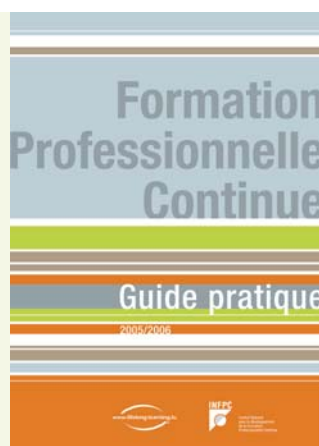 Formation
Professionnelle
Continue
Guide pratique
2005/2006
www.lifelong-learning.lu
INFPC